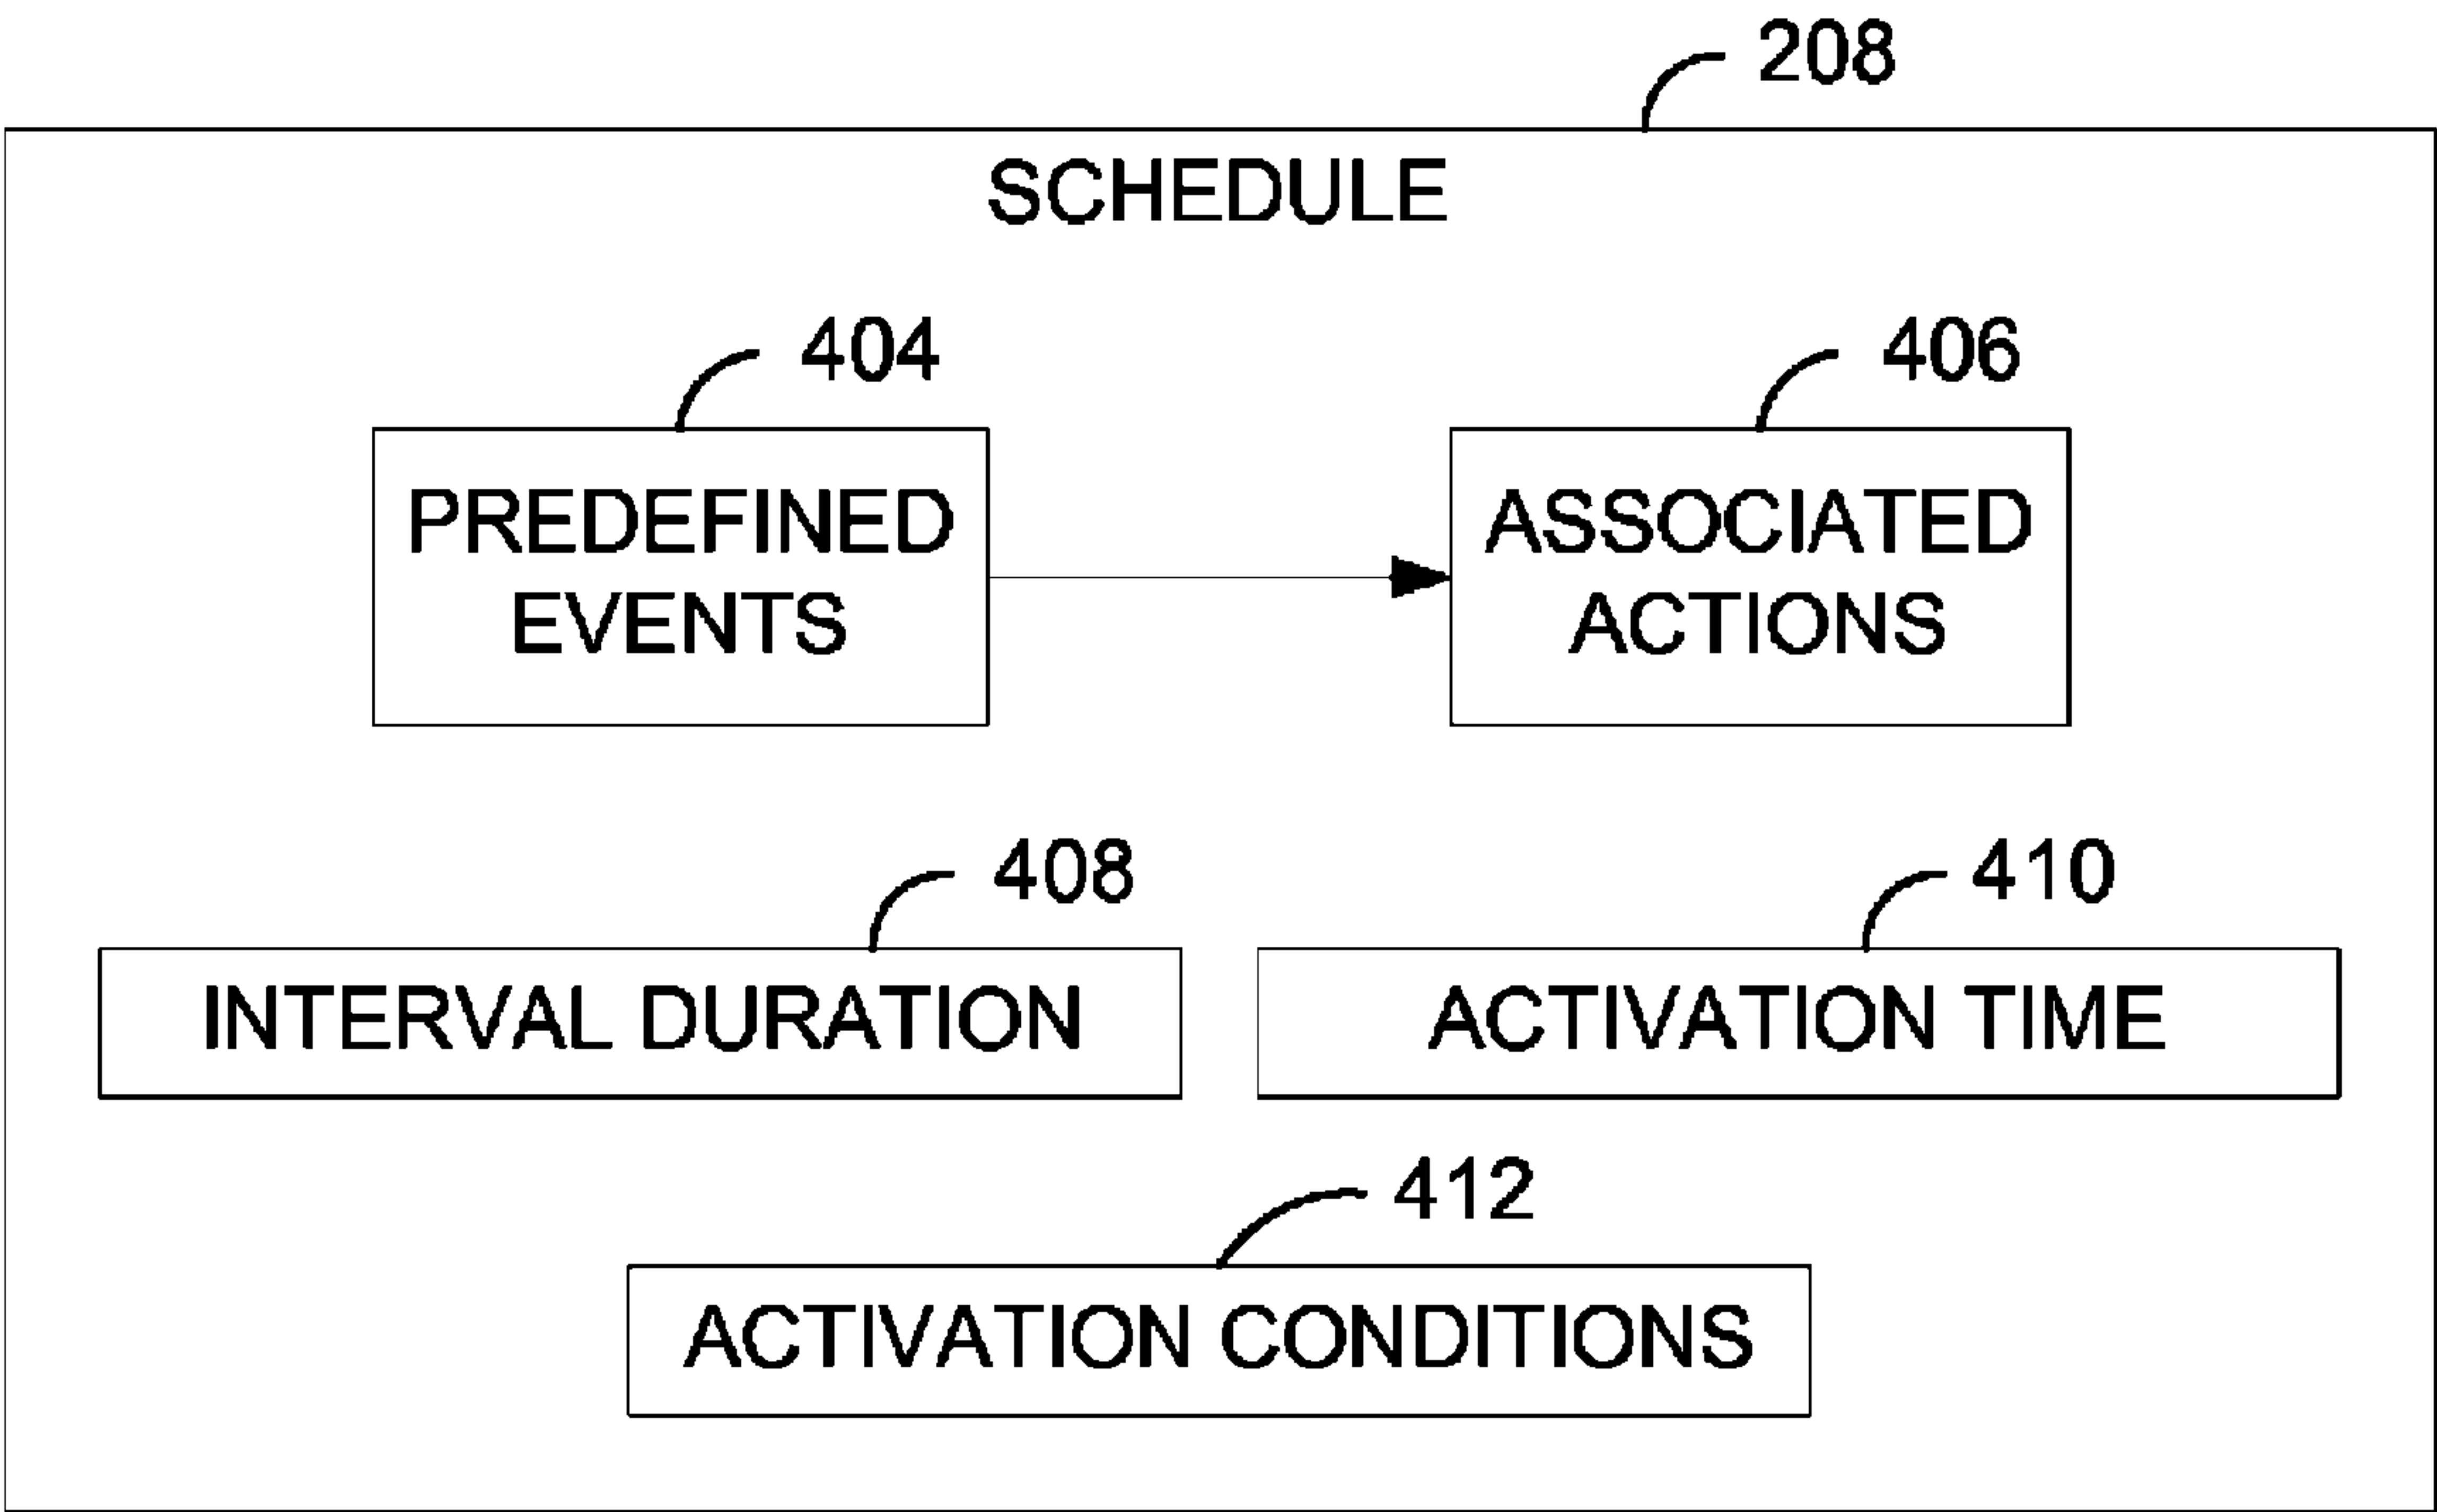 208
SCHEDULE
404
406
PREDEFINED
EVENTS
ASSOCIATED
ACTIONS
408
410
INTERVAL DURATION
ACTIVATION TIME
412
ACTIVATION CONDITIONS